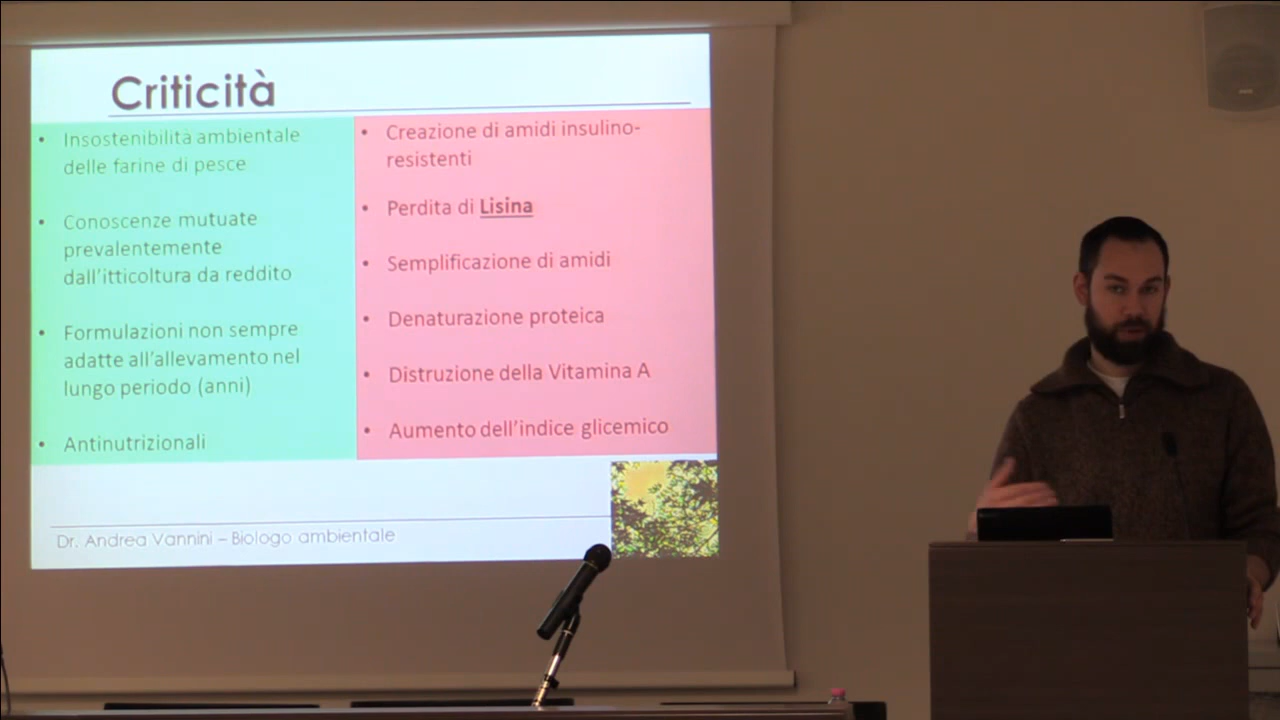 Criticità
• Insostenibilità ambientale
delle farine di pesce
• Conoscenze mutuate
prevalentemente
dall'itticoltura da reddito
• Formulazioni non sempre
adatte all'allevamento nel
lungo periodo (anni)
• Antinutrizionali
• Creazione di amidi insulino-
resistenti
• Perdita di Lisina
• Semplificazione di amidi
• Denaturazione proteica
• Distruzione della Vitamina A
• Aumento dell'indice glicemico
Dr. Andrea Vannini – Biologo ambientale